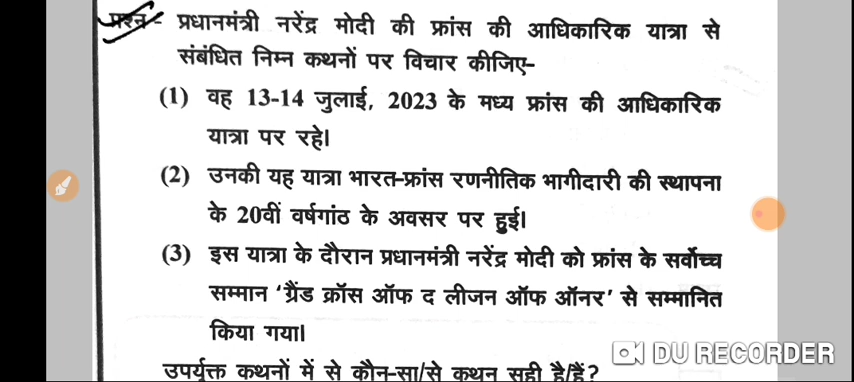 प्रश्न- प्रधानमंत्री नरेंद्र मोदी की फ्रांस की आधिकारिक यात्रा से
संबंधित निम्न कथनों पर विचार कीजिए-
(1) वह 13-14 जुलाई, 2023 के मध्य फ्रांस की आधिकारिक
यात्रा पर रहे।
(2) उनकी यह यात्रा भारत-फ्रांस रणनीतिक भागीदारी की स्थापना
के 20वीं वर्षगांठ के अवसर पर हुई।
(3) इस यात्रा के दौरान प्रधानमंत्री नरेंद्र मोदी को फ्रांस के सर्वोच्च
सम्मान ‘ग्रैंड क्रॉस ऑफ द लीजन ऑफ ऑनर’ से सम्मानित
किया गया।
उपर्युक्त कथनों में से कौन-सा/से कथन सही है/हैं?
DU RECORDER